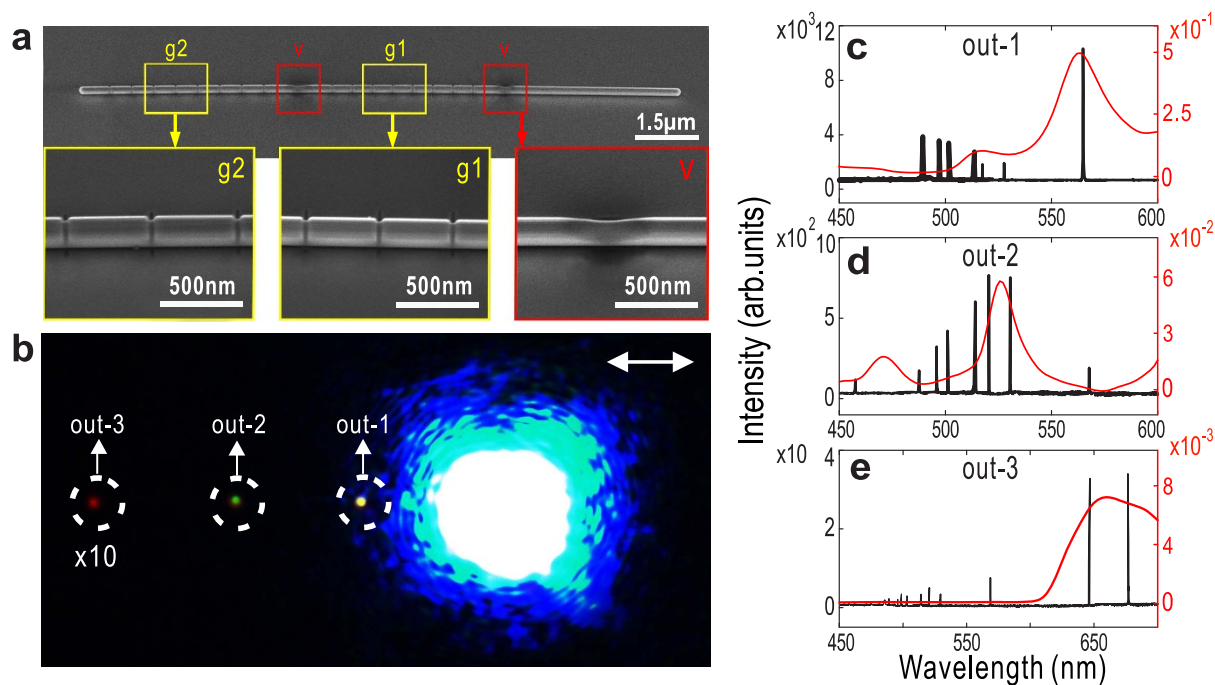 a
g2
v
g1
v
1.5μm
g2
g1
V
500nm
500nm
500nm
b
out-3
out-2
out-1
x10
Intensity (arb.units)
x10³
x10⁻¹
12
8
4
0
c
out-1
5
2.5
0
450
500
550
600
x10²
x10⁻²
10
5
0
d
out-2
6
2
0
450
500
550
600
x10
x10⁻³
4
2
0
e
out-3
8
4
0
450
550
650
Wavelength (nm)